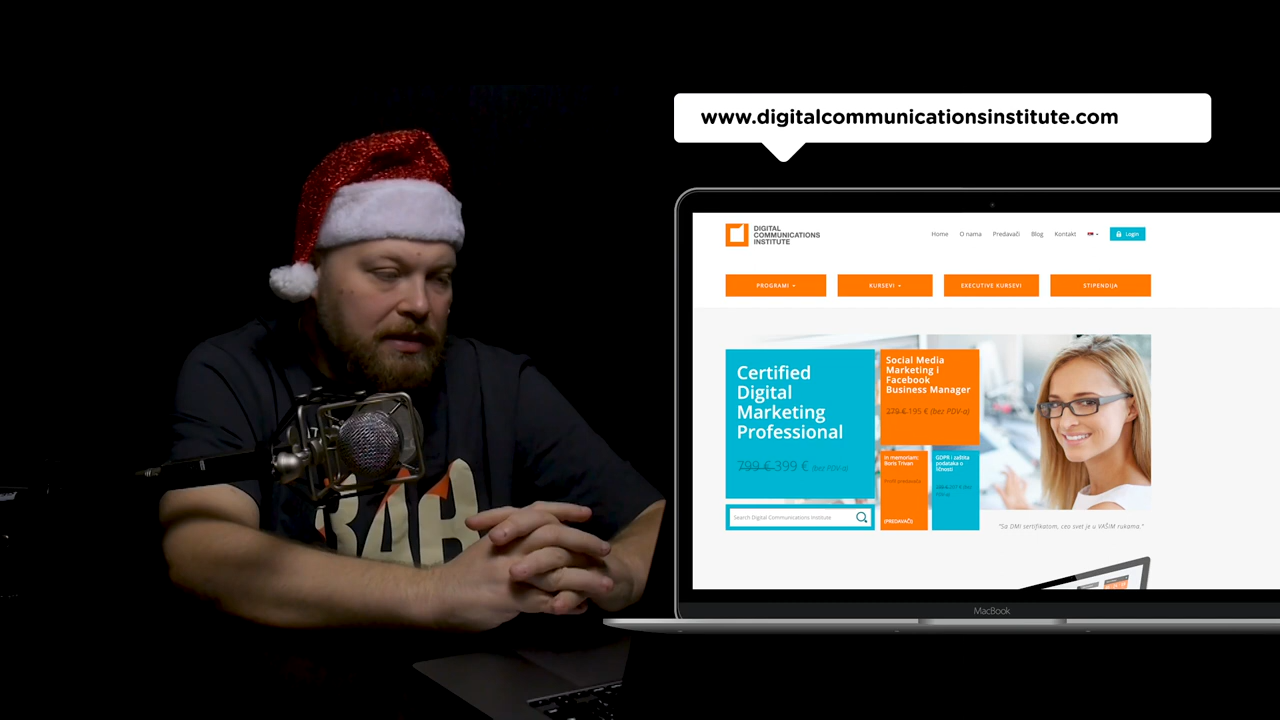 www.digitalcommunicationsinstitute.com
DIGITAL
COMMUNICATIONS
INSTITUTE
Home O nama Predavači Blog Kontakt Login
PROGRAMI KURSEVI EXECUTIVE KURSEVI STIPENDIJA
Certified
Digital
Marketing
Professional
799 € 399 € (bez PDV-a)
Search Digital Communications Institute
Social Media
Marketing i
Facebook
Business Manager
279 € 195 € (bez PDV-a)
In memoriam:
Boris Trivan
Profil predavača
(PREDAVAČI)
GDPR i zaštita
podataka o
ličnosti
"Sa DMI sertifikatom, ceo svet je u VAŠIM rukama."
MacBook
BAR